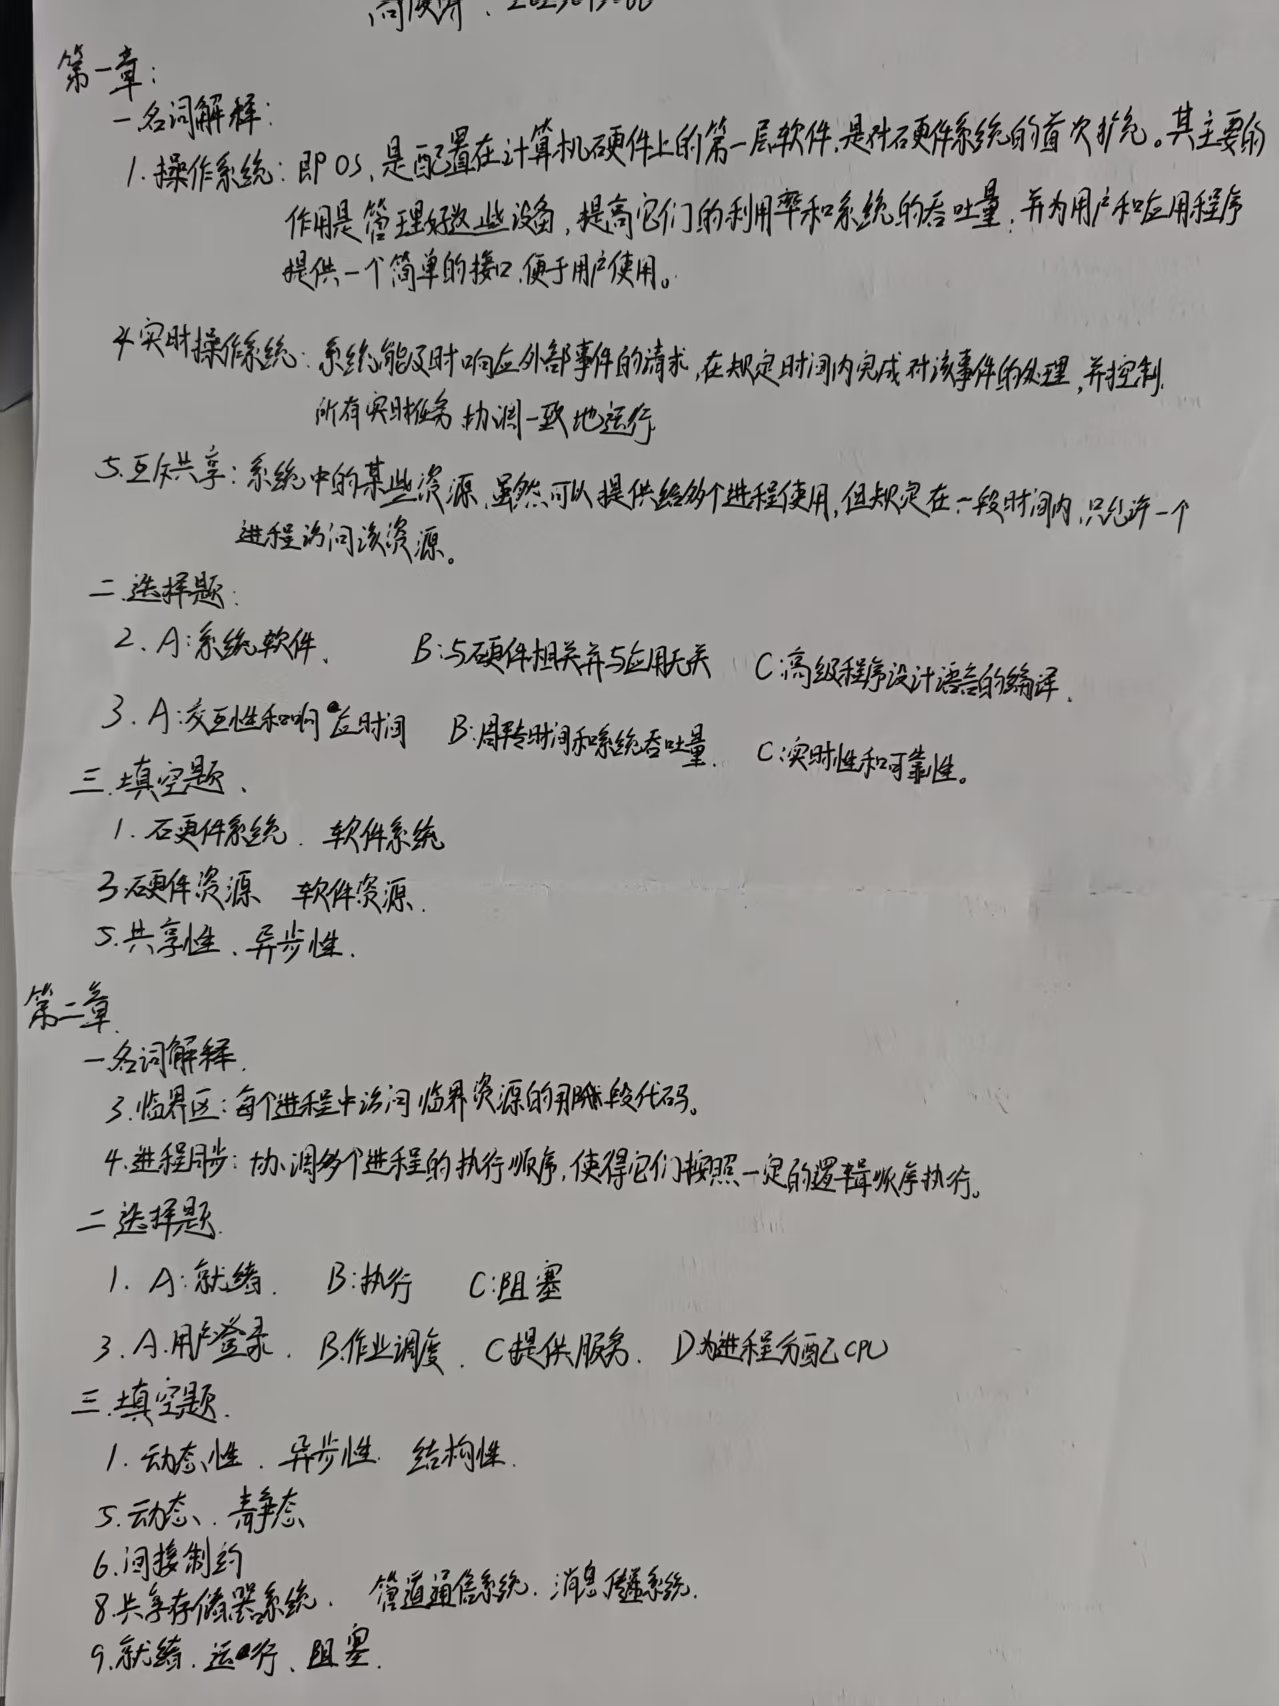 第一章：
一名词解释：
1.操作系统：即OS，是配置在计算机硬件上的第一层软件，是对硬件系统的首次扩充。其主要的
作用是管理好这些设备，提高它们的利用率和系统的吞吐量，并为用户和应用程序
提供一个简单的接口，便于用户使用。
4.实时操作系统：系统能及时响应外部事件的请求，在规定时间内完成对该事件的处理，并控制
所有实时任务协调一致地运行
5.互斥共享：系统中的某些资源，虽然可以提供给多个进程使用，但规定在一段时间内，只允许一个
进程访问该资源。
二.选择题：
2. A：系统软件、 B：与硬件相关并与应用无关 C：高级程序设计语言的编译.
3. A：交互性和响应时间 B：周转时间和系统吞吐量. C：实时性和可靠性。
三.填空题、
1. 硬件系统. 软件系统
3.硬件资源 软件资源.
5.共享性、异步性.
第二章.
一名词解释.
3.临界区：每个进程中访问临界资源的那段代码。
4.进程同步：协调多个进程的执行顺序，使得它们按照一定的逻辑顺序执行。
二选择题.
1. A：就绪. B：执行 C：阻塞
3. A.用户登录. B.作业调度. C提供服务. D为进程分配CPU
三.填空题.
1. 动态性. 异步性. 结构性.
5.动态、静态
6.间接制约
8.共享存储器系统. 管道通信系统. 消息传递系统.
9.就绪、运行、阻塞.